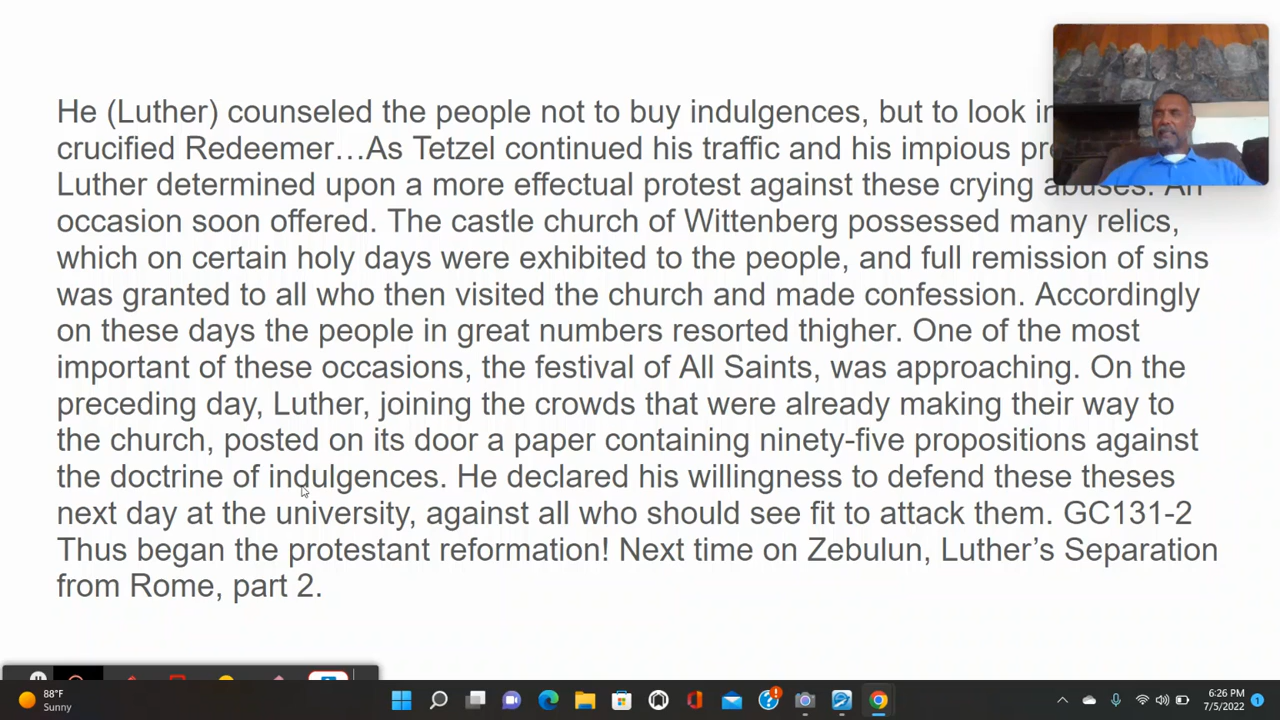 He (Luther) counseled the people not to buy indulgences, but to look
crucified Redeemer…As Tetzel continued his traffic and his impious
Luther determined upon a more effectual protest against these crying abuses. An
occasion soon offered. The castle church of Wittenberg possessed many relics,
which on certain holy days were exhibited to the people, and full remission of sins
was granted to all who then visited the church and made confession. Accordingly
on these days the people in great numbers resorted thigher. One of the most
important of these occasions, the festival of All Saints, was approaching. On the
preceding day, Luther, joining the crowds that were already making their way to
the church, posted on its door a paper containing ninety-five propositions against
the doctrine of indulgences. He declared his willingness to defend these theses
next day at the university, against all who should see fit to attack them. GC131-2
Thus began the protestant reformation! Next time on Zebulun, Luther’s Separation
from Rome, part 2.
88°F
Sunny
6:26 PM
7/5/2022
1